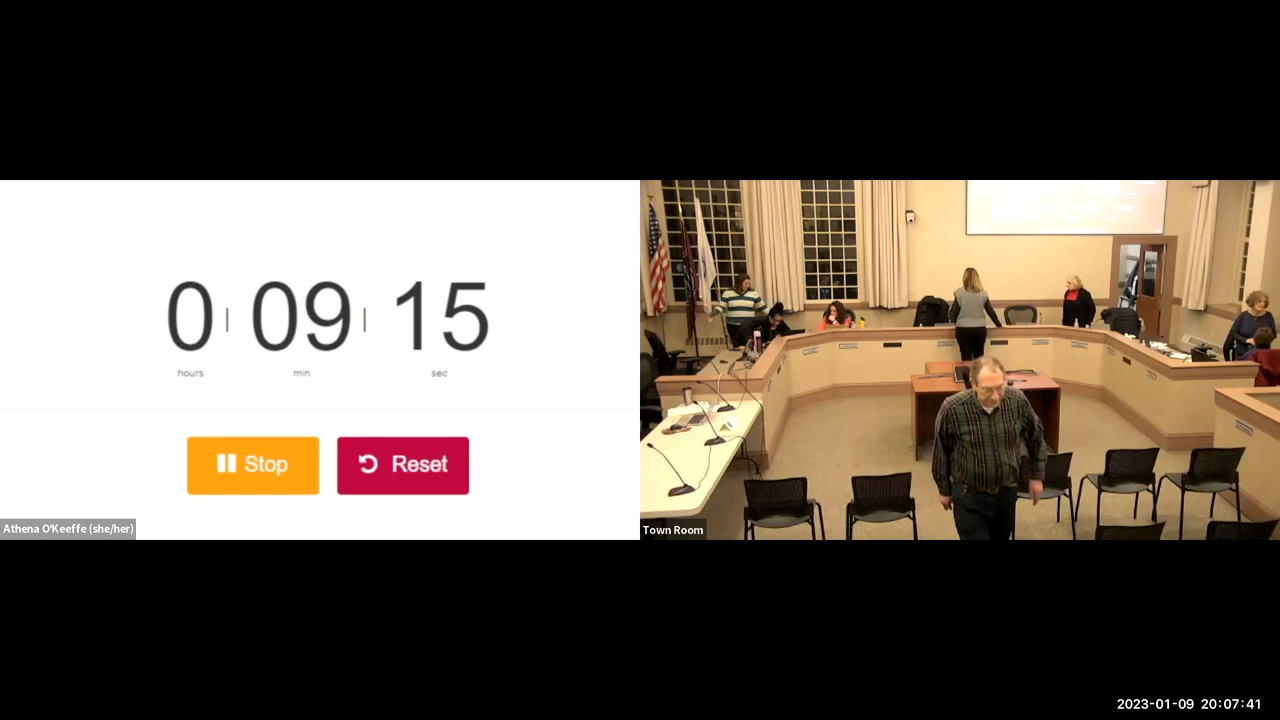 0 09 15
hours min sec
Stop Reset
Athena O'Keeffe (she/her)
Town Room
2023-01-09 20:07:41